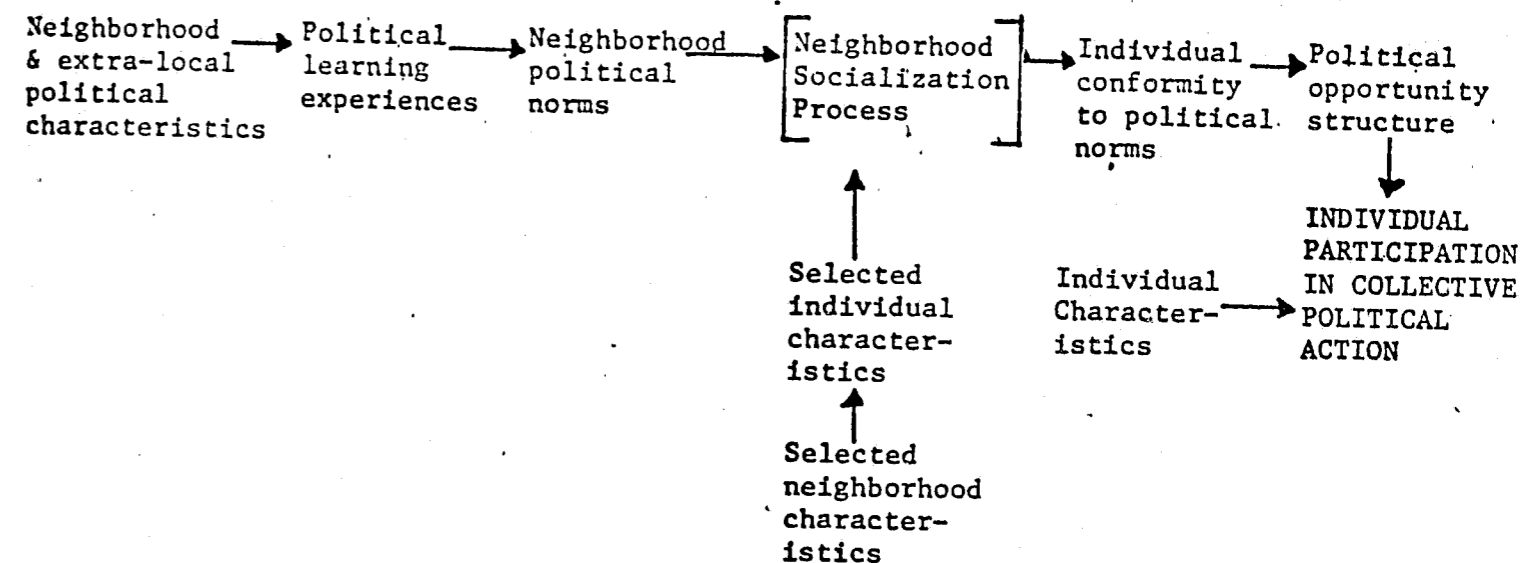 Neighborhood
& extra-local
political
characteristics
Political
learning
experiences
Neighborhood
political
norms
Neighborhood
Socialization
Process
Individual
conformity
to political
norms
Political
opportunity
structure
Selected
individual
character-
istics
Individual
Character-
istics
INDIVIDUAL
PARTICIPATION
IN COLLECTIVE
POLITICAL
ACTION
Selected
neighborhood
character-
istics